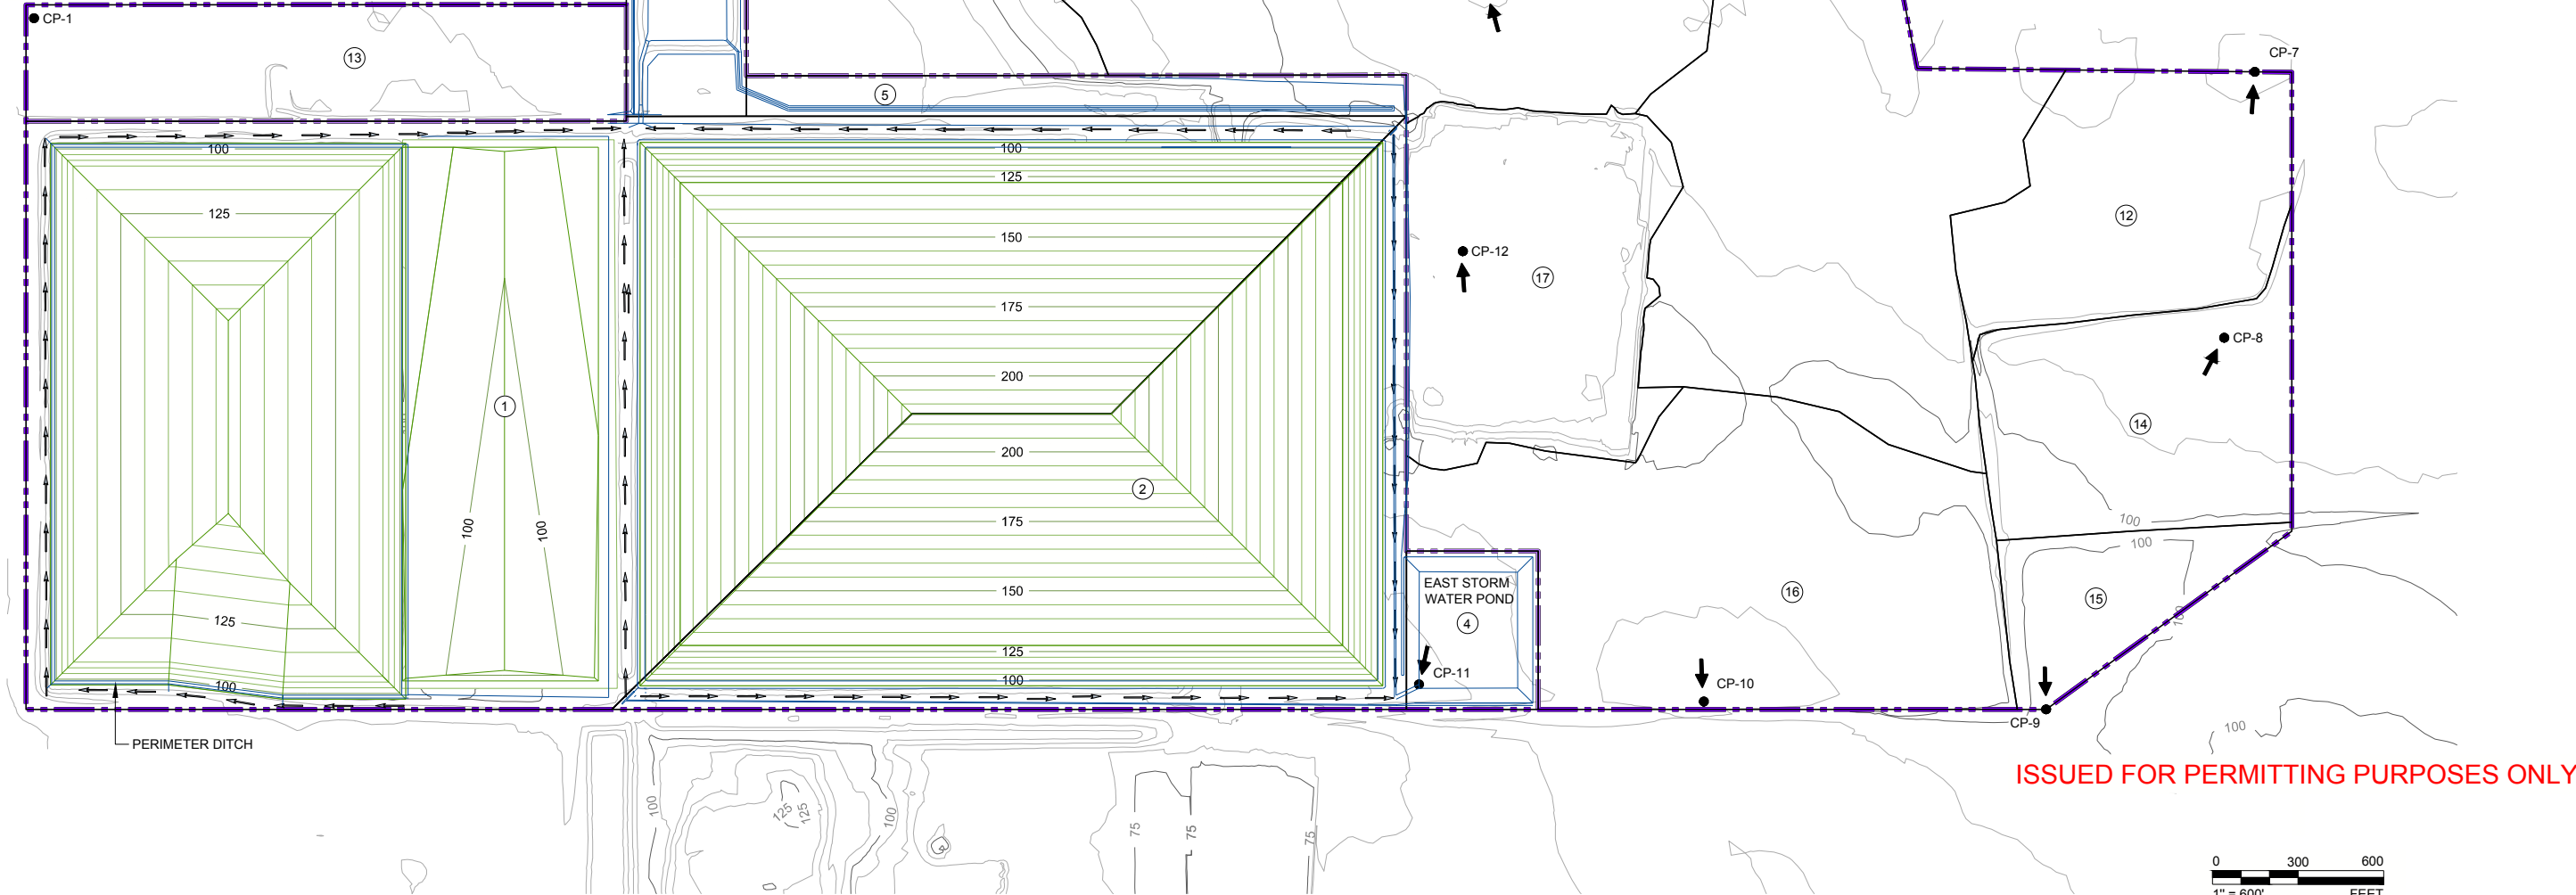 CP-1
13
5
CP-7
100
100
125
125
12
150
CP-12
17
175
CP-8
200
1
14
200
2
175
100
100
100
100
EAST STORM
WATER POND
150
16
15
125
4
100
125
CP-11
100
100
CP-10
CP-9
PERIMETER DITCH
100
ISSUED FOR PERMITTING PURPOSES ONLY
100
125
125
100
75
75
75
0 300 600
1" = 600' FEET